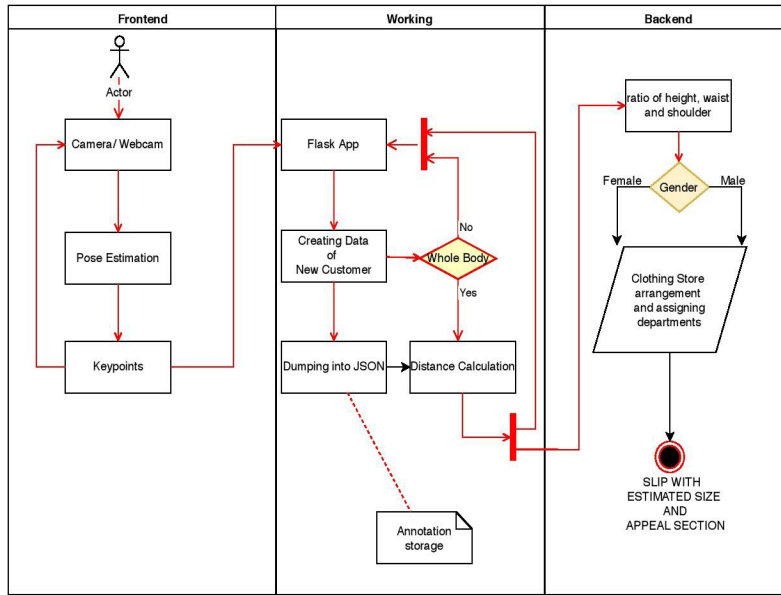 Frontend
Working
Backend
Actor
Camera/ Webcam
Pose Estimation
Keypoints
Flask App
Creating Data
of
New Customer
Whole Body
No
Yes
Dumping into JSON
Distance Calculation
Annotation
storage
ratio of height, waist
and shoulder
Female
Male
Gender
Clothing Store
arrangement
and assigning
departments
SLIP WITH
ESTIMATED SIZE
AND
APPEAL SECTION